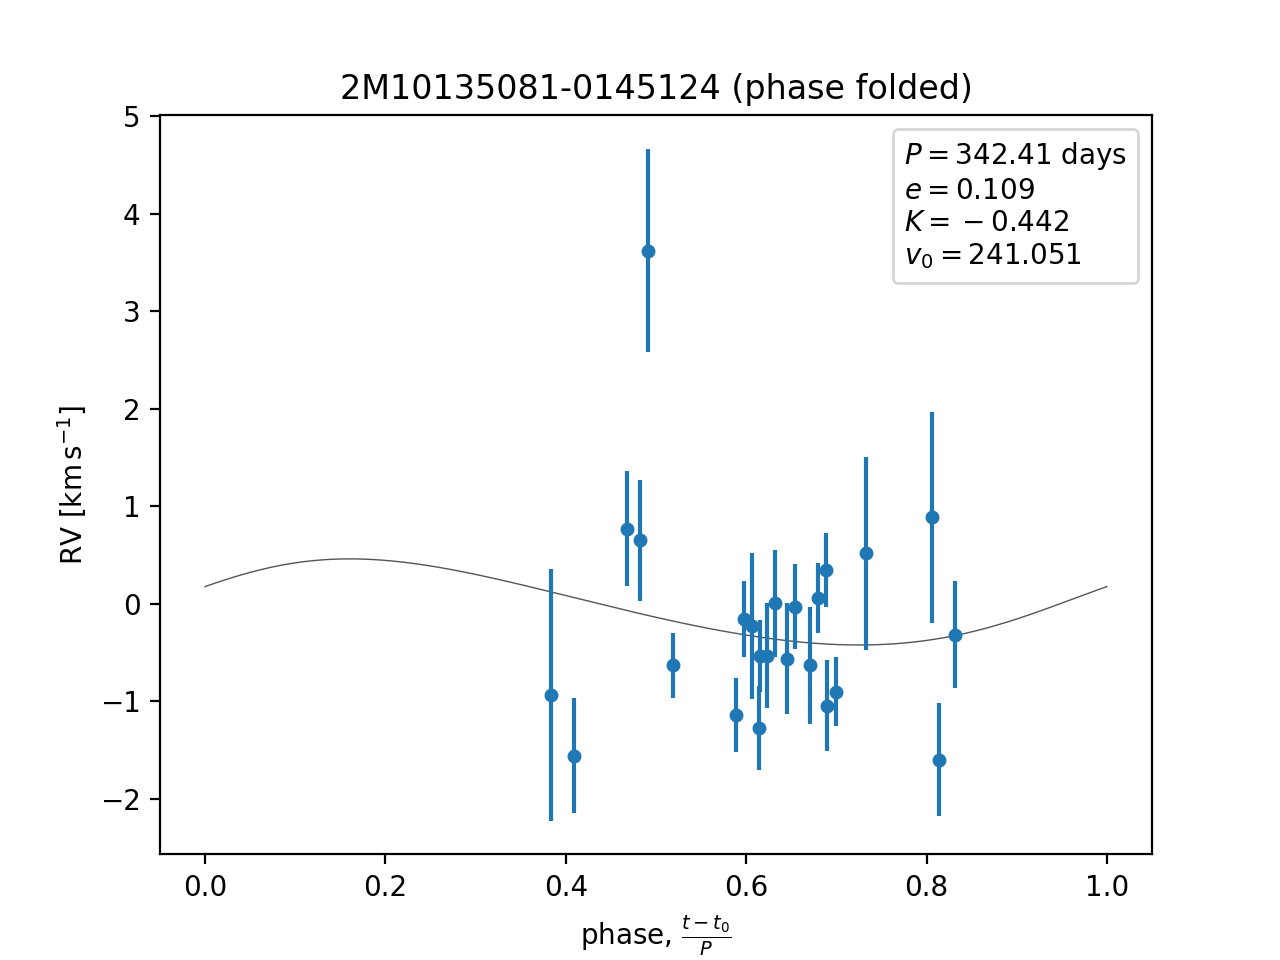 2M10135081-0145124 (phase folded)
P = 342.41 days
e = 0.109
K = −0.442
v₀ = 241.051
RV [km s⁻¹]
5
4
3
2
1
0
−1
−2
0.0 0.2 0.4 0.6 0.8 1.0
phase, (t − t₀)/P